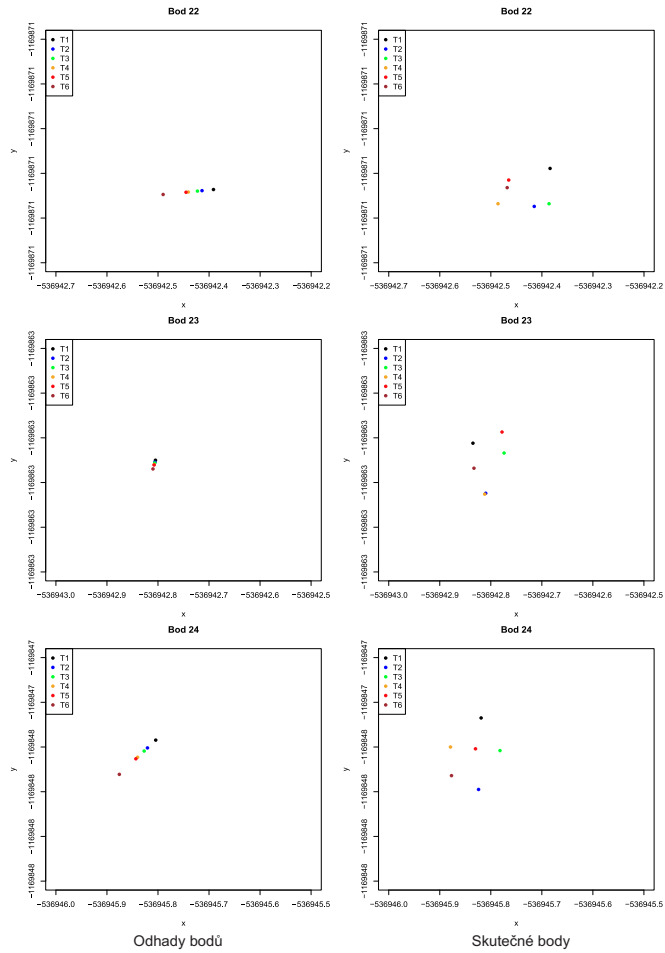 Bod 22
T1
T2
T3
T4
T5
T6
y
−1169871
−1169871
−1169871
−1169871
−1169871
−1169871
−536942.7 −536942.6 −536942.5 −536942.4 −536942.3 −536942.2
x
Bod 22
T1
T2
T3
T4
T5
T6
y
−1169871
−1169871
−1169871
−1169871
−1169871
−1169871
−536942.7 −536942.6 −536942.5 −536942.4 −536942.3 −536942.2
x
Bod 23
T1
T2
T3
T4
T5
T6
y
−1169863
−1169863
−1169863
−1169863
−1169863
−1169863
−536943.0 −536942.9 −536942.8 −536942.7 −536942.6 −536942.5
x
Bod 23
T1
T2
T3
T4
T5
T6
y
−1169863
−1169863
−1169863
−1169863
−1169863
−1169863
−536943.0 −536942.9 −536942.8 −536942.7 −536942.6 −536942.5
x
Bod 24
T1
T2
T3
T4
T5
T6
y
−1169847
−1169847
−1169848
−1169848
−1169848
−1169848
−536946.0 −536945.9 −536945.8 −536945.7 −536945.6 −536945.5
x
Bod 24
T1
T2
T3
T4
T5
T6
y
−1169847
−1169847
−1169848
−1169848
−1169848
−1169848
−536946.0 −536945.9 −536945.8 −536945.7 −536945.6 −536945.5
x
Odhady bodů
Skutečné body